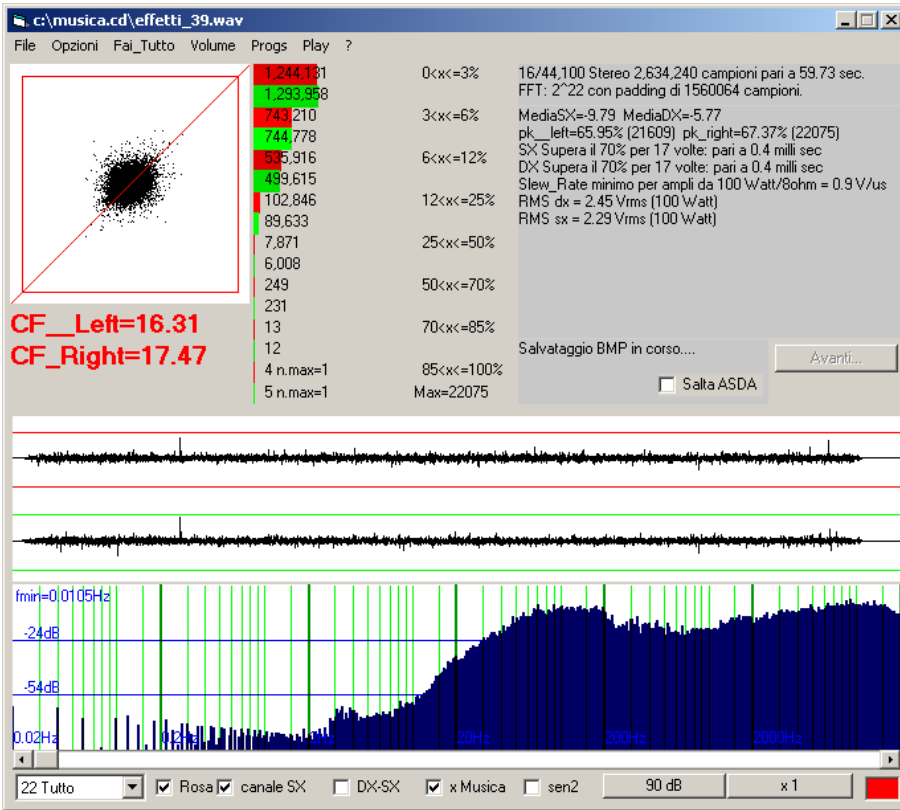 c:\musica.cd\effetti_39.wav
File Opzioni Fai_Tutto Volume Progs Play ?
1,244,131 0<x<=3%
1,293,958
743,210 3<x<=6%
744,778
535,916 6<x<=12%
499,615
102,846 12<x<=25%
89,633
7,871 25<x<=50%
6,008
249 50<x<=70%
231
13 70<x<=85%
12
4 n.max=1 85<x<=100%
5 n.max=1 Max=22075
16/44,100 Stereo 2,634,240 campioni pari a 59.73 sec.
FFT: 2^22 con padding di 1560064 campioni.
MediaSX=-9.79 MediaDX=-5.77
pk__left=65.95% (21609) pk_right=67.37% (22075)
SX Supera il 70% per 17 volte: pari a 0.4 milli sec
DX Supera il 70% per 17 volte: pari a 0.4 milli sec
Slew_Rate minimo per ampli da 100 Watt/8ohm = 0.9 V/us
RMS dx = 2.45 Vrms (100 Watt)
RMS sx = 2.29 Vrms (100 Watt)
CF__Left=16.31
CF_Right=17.47
Salvataggio BMP in corso....
Avanti...
Salta ASDA
fmin=0.0105Hz
-24dB
-54dB
0.02Hz 0.2Hz 2Hz 20Hz 200Hz 2000Hz
22 Tutto Rosa canale SX DX-SX x Musica sen2 90 dB x 1